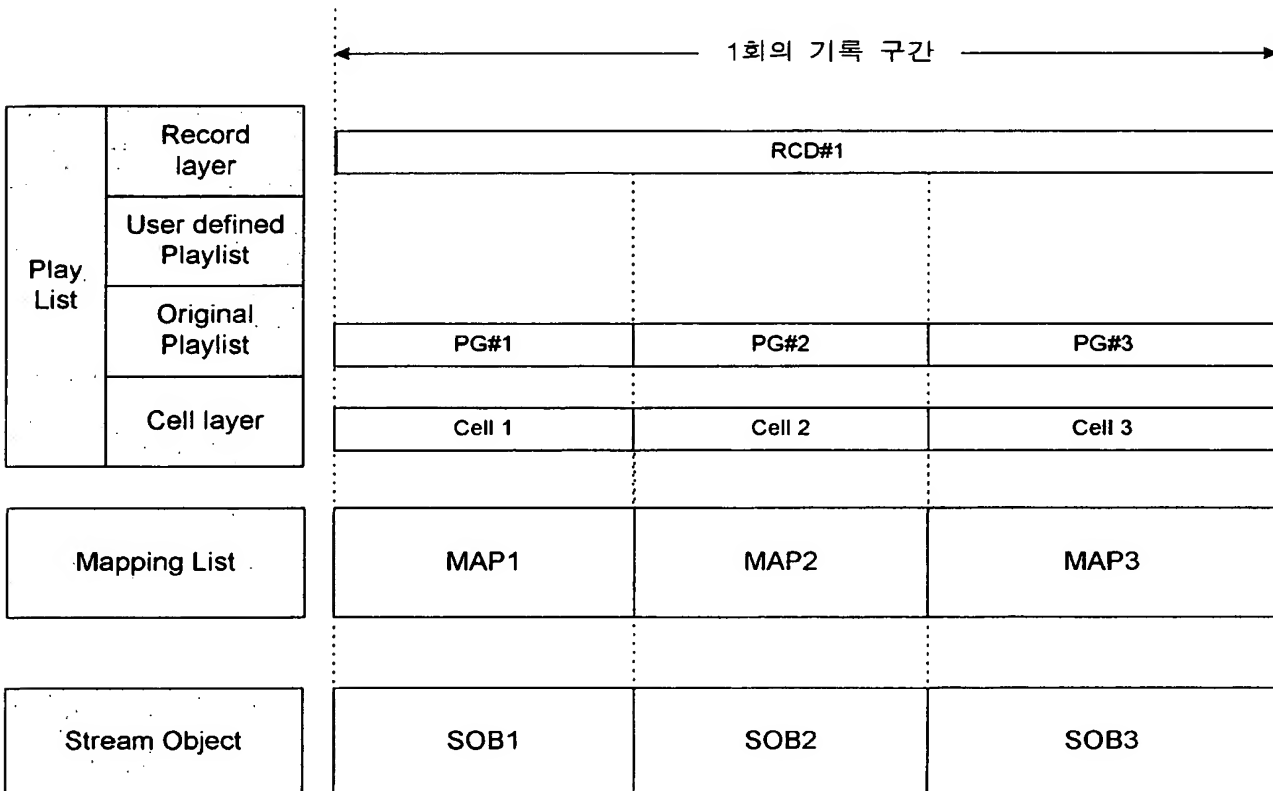 1회의 기록 구간
Record
layer
RCD#1
User defined
Playlist
Play
List
Original
Playlist
PG#1 PG#2 PG#3
Cell layer
Cell 1 Cell 2 Cell 3
Mapping List
MAP1 MAP2 MAP3
Stream Object
SOB1 SOB2 SOB3